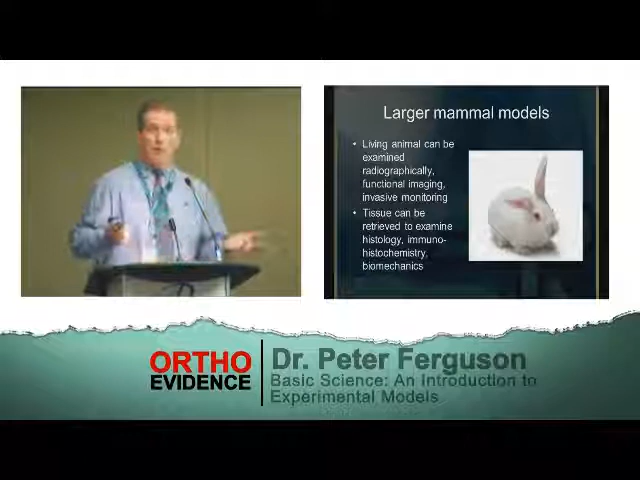 Larger mammal models
• Living animal can be
examined
radiographically,
functional imaging,
invasive monitoring
• Tissue can be
retrieved to examine
histology, immuno-
histochemistry,
biomechanics
ORTHO
EVIDENCE
Dr. Peter Ferguson
Basic Science: An Introduction to
Experimental Models